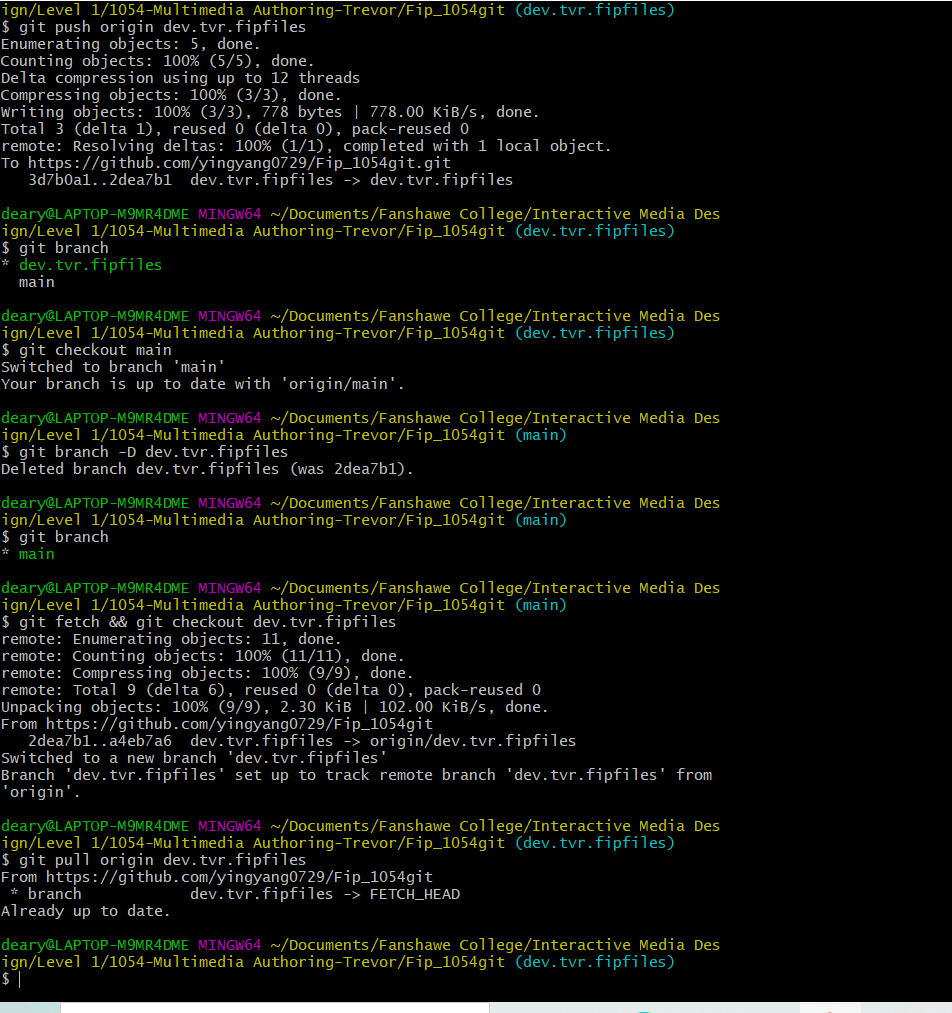 ign/Level 1/1054-Multimedia Authoring-Trevor/Fip_1054git (dev.tvr.fipfiles)
$ git push origin dev.tvr.fipfiles
Enumerating objects: 5, done.
Counting objects: 100% (5/5), done.
Delta compression using up to 12 threads
Compressing objects: 100% (3/3), done.
Writing objects: 100% (3/3), 778 bytes | 778.00 KiB/s, done.
Total 3 (delta 1), reused 0 (delta 0), pack-reused 0
remote: Resolving deltas: 100% (1/1), completed with 1 local object.
To https://github.com/yingyang0729/Fip_1054git.git
   3d7b0a1..2dea7b1  dev.tvr.fipfiles -> dev.tvr.fipfiles

deary@LAPTOP-M9MR4DME MINGW64 ~/Documents/Fanshawe College/Interactive Media Des
ign/Level 1/1054-Multimedia Authoring-Trevor/Fip_1054git (dev.tvr.fipfiles)
$ git branch
* dev.tvr.fipfiles
  main

deary@LAPTOP-M9MR4DME MINGW64 ~/Documents/Fanshawe College/Interactive Media Des
ign/Level 1/1054-Multimedia Authoring-Trevor/Fip_1054git (dev.tvr.fipfiles)
$ git checkout main
Switched to branch 'main'
Your branch is up to date with 'origin/main'.

deary@LAPTOP-M9MR4DME MINGW64 ~/Documents/Fanshawe College/Interactive Media Des
ign/Level 1/1054-Multimedia Authoring-Trevor/Fip_1054git (main)
$ git branch -D dev.tvr.fipfiles
Deleted branch dev.tvr.fipfiles (was 2dea7b1).

deary@LAPTOP-M9MR4DME MINGW64 ~/Documents/Fanshawe College/Interactive Media Des
ign/Level 1/1054-Multimedia Authoring-Trevor/Fip_1054git (main)
$ git branch
* main

deary@LAPTOP-M9MR4DME MINGW64 ~/Documents/Fanshawe College/Interactive Media Des
ign/Level 1/1054-Multimedia Authoring-Trevor/Fip_1054git (main)
$ git fetch && git checkout dev.tvr.fipfiles
remote: Enumerating objects: 11, done.
remote: Counting objects: 100% (11/11), done.
remote: Compressing objects: 100% (9/9), done.
remote: Total 9 (delta 6), reused 0 (delta 0), pack-reused 0
Unpacking objects: 100% (9/9), 2.30 KiB | 102.00 KiB/s, done.
From https://github.com/yingyang0729/Fip_1054git
   2dea7b1..a4eb7a6  dev.tvr.fipfiles -> origin/dev.tvr.fipfiles
Switched to a new branch 'dev.tvr.fipfiles'
Branch 'dev.tvr.fipfiles' set up to track remote branch 'dev.tvr.fipfiles' from
'origin'.

deary@LAPTOP-M9MR4DME MINGW64 ~/Documents/Fanshawe College/Interactive Media Des
ign/Level 1/1054-Multimedia Authoring-Trevor/Fip_1054git (dev.tvr.fipfiles)
$ git pull origin dev.tvr.fipfiles
From https://github.com/yingyang0729/Fip_1054git
 * branch            dev.tvr.fipfiles -> FETCH_HEAD
Already up to date.

deary@LAPTOP-M9MR4DME MINGW64 ~/Documents/Fanshawe College/Interactive Media Des
ign/Level 1/1054-Multimedia Authoring-Trevor/Fip_1054git (dev.tvr.fipfiles)
$